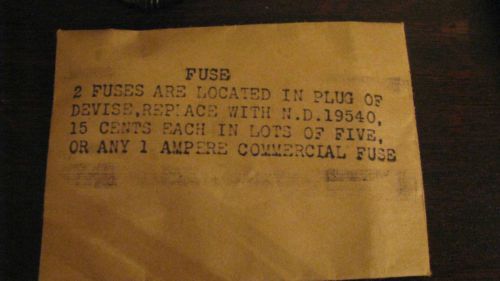 FUSE
2 FUSES ARE LOCATED IN PLUG OF
DEVISE,REPLACE WITH N.D.19540,
15 CENTS EACH IN LOTS OF FIVE,
OR ANY 1 AMPERE COMMERCIAL FUSE